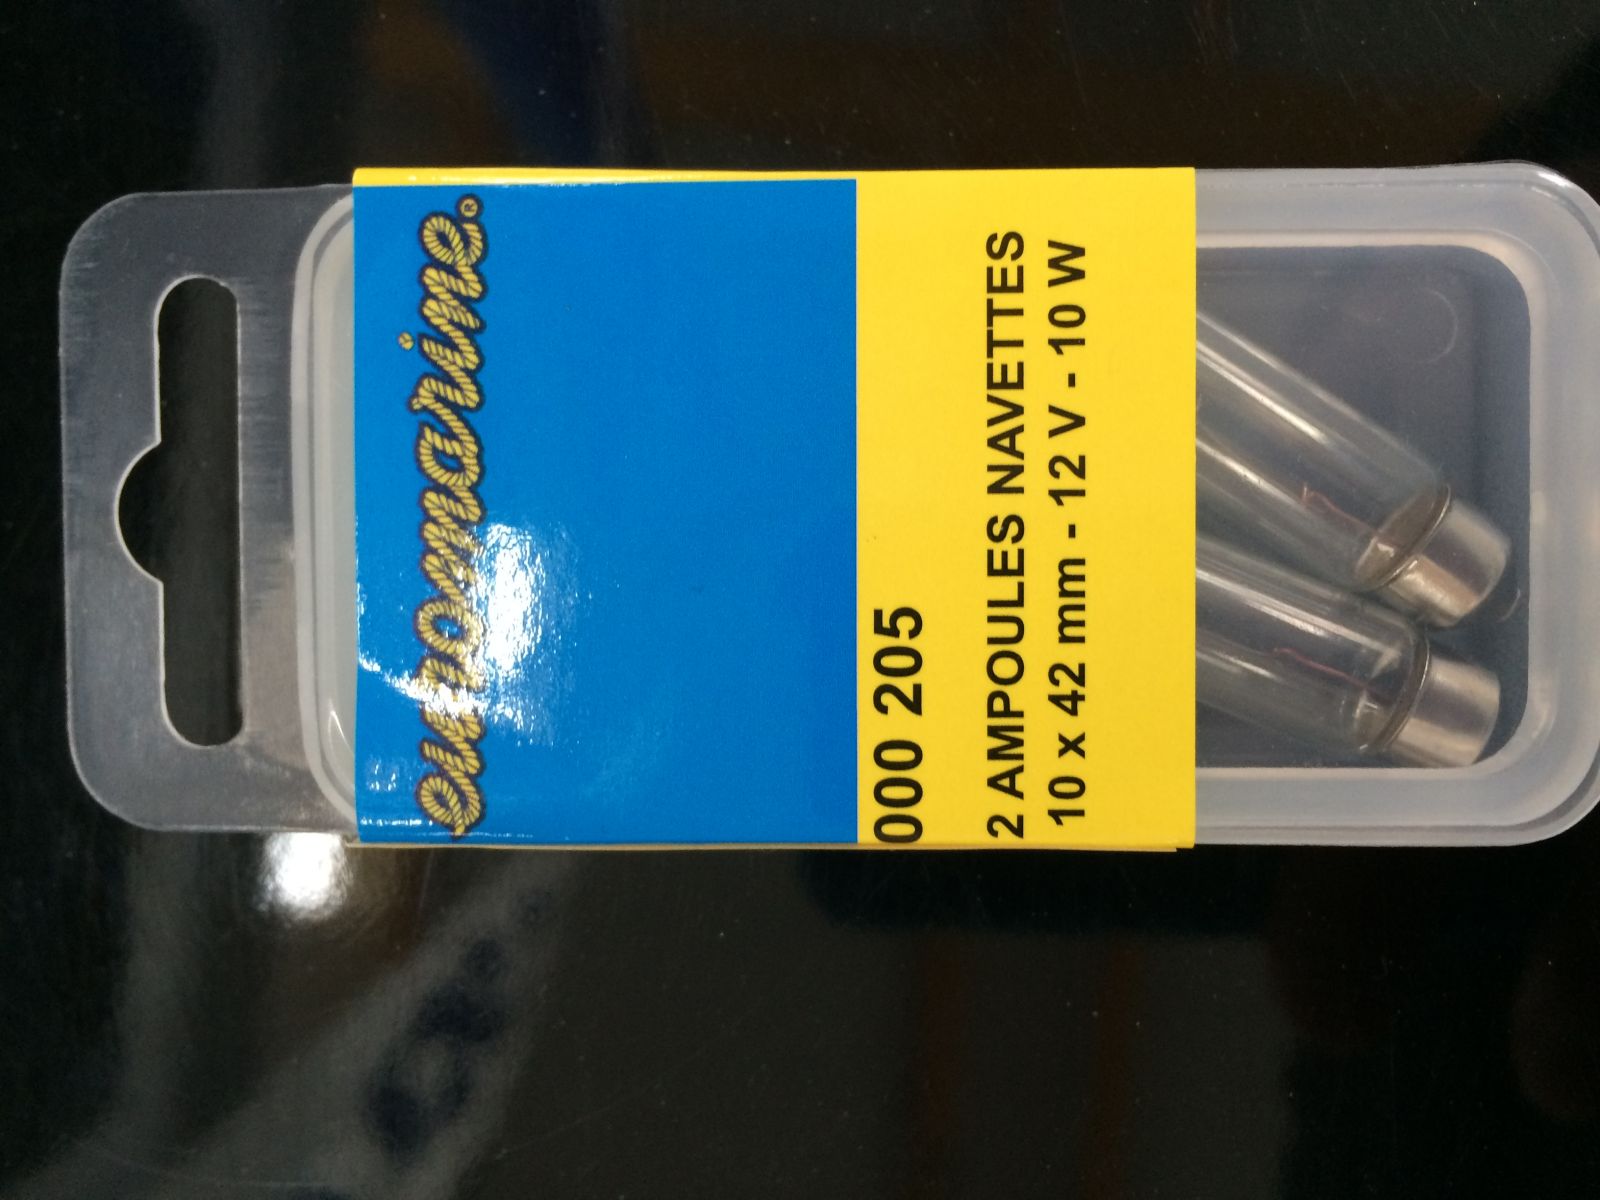 euromarine®
000 205
2 AMPOULES NAVETTES
10 x 42 mm - 12 V - 10 W